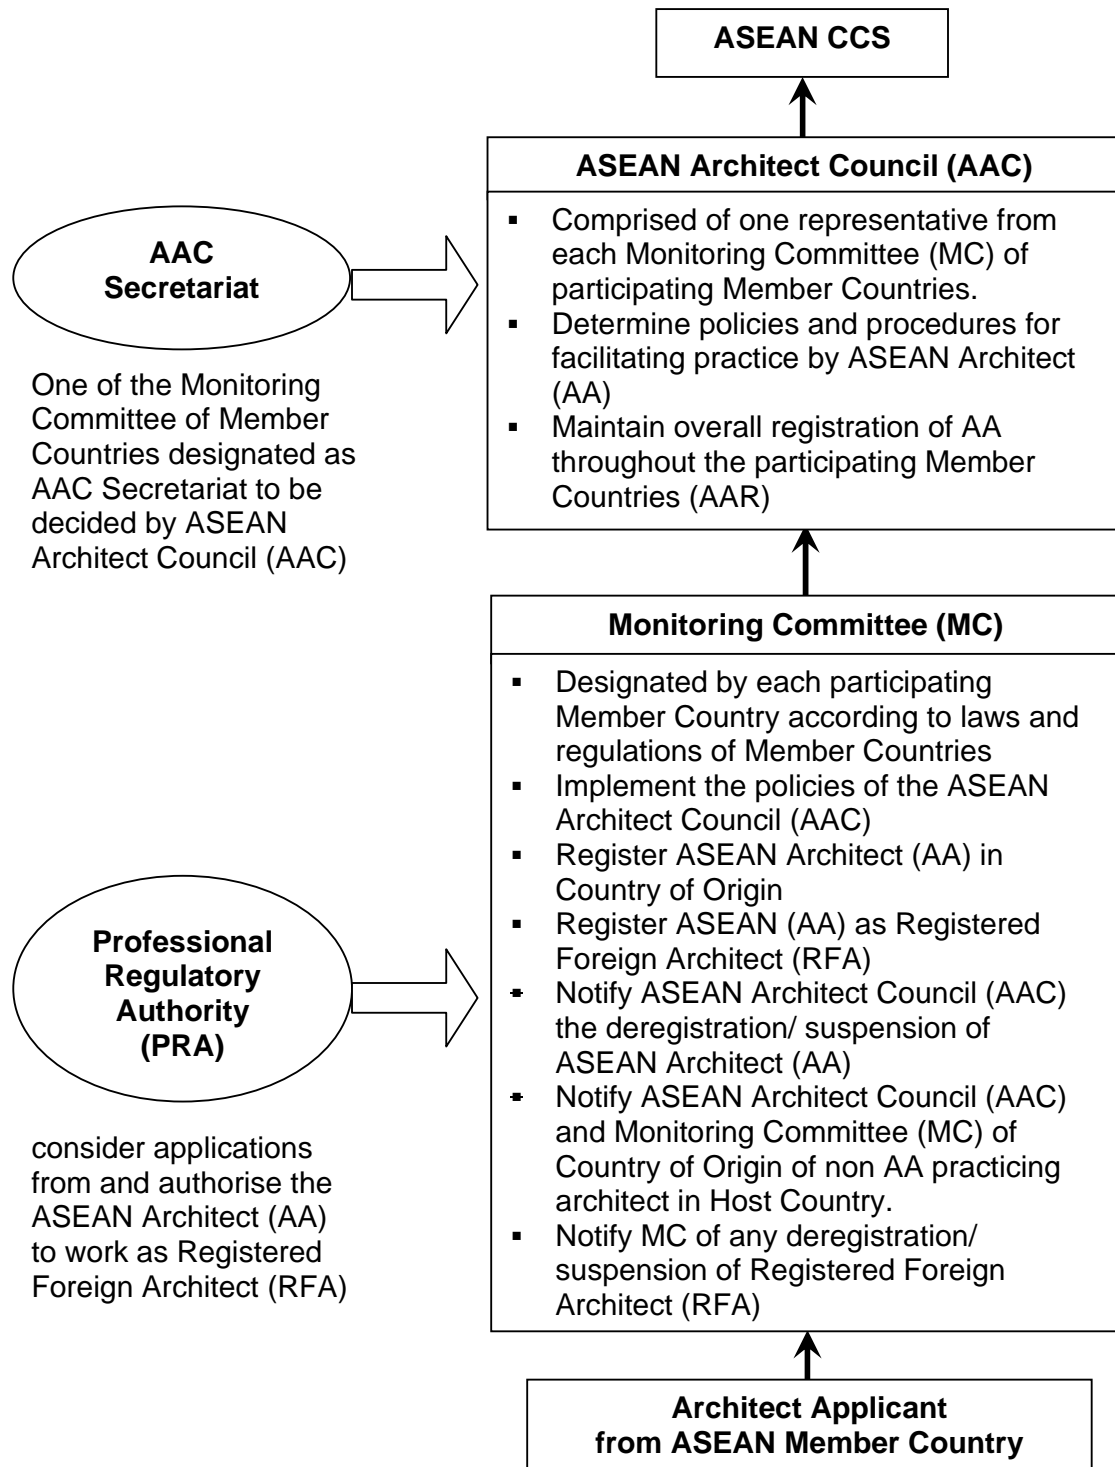 ASEAN CCS
ASEAN Architect Council (AAC)
▪ Comprised of one representative from
each Monitoring Committee (MC) of
participating Member Countries.
▪ Determine policies and procedures for
facilitating practice by ASEAN Architect
(AA)
▪ Maintain overall registration of AA
throughout the participating Member
Countries (AAR)
AAC
Secretariat
One of the Monitoring
Committee of Member
Countries designated as
AAC Secretariat to be
decided by ASEAN
Architect Council (AAC)
Monitoring Committee (MC)
▪ Designated by each participating
Member Country according to laws and
regulations of Member Countries
▪ Implement the policies of the ASEAN
Architect Council (AAC)
▪ Register ASEAN Architect (AA) in
Country of Origin
▪ Register ASEAN (AA) as Registered
Foreign Architect (RFA)
▪ Notify ASEAN Architect Council (AAC)
the deregistration/ suspension of
ASEAN Architect (AA)
▪ Notify ASEAN Architect Council (AAC)
and Monitoring Committee (MC) of
Country of Origin of non AA practicing
architect in Host Country.
▪ Notify MC of any deregistration/
suspension of Registered Foreign
Architect (RFA)
Professional
Regulatory
Authority
(PRA)
consider applications
from and authorise the
ASEAN Architect (AA)
to work as Registered
Foreign Architect (RFA)
Architect Applicant
from ASEAN Member Country